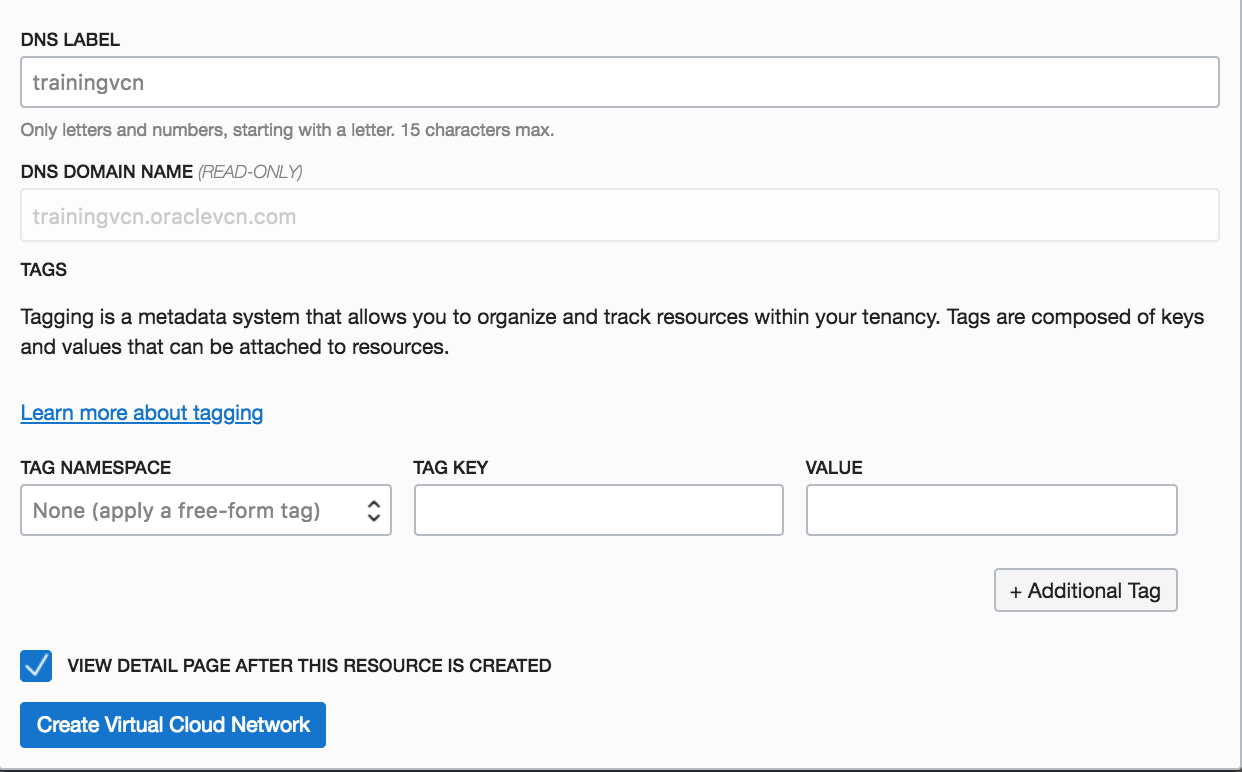 DNS LABEL
trainingvcn
Only letters and numbers, starting with a letter. 15 characters max.
DNS DOMAIN NAME (READ-ONLY)
trainingvcn.oraclevcn.com
TAGS
Tagging is a metadata system that allows you to organize and track resources within your tenancy. Tags are composed of keys
and values that can be attached to resources.
Learn more about tagging
TAG NAMESPACE TAG KEY VALUE
None (apply a free-form tag)
+ Additional Tag
VIEW DETAIL PAGE AFTER THIS RESOURCE IS CREATED
Create Virtual Cloud Network